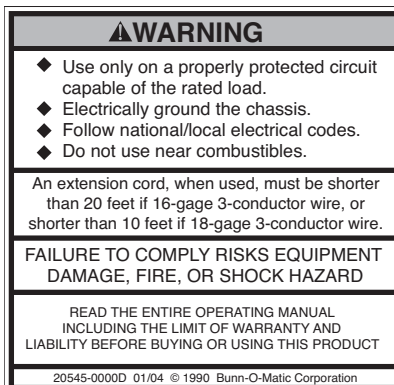 ⚠WARNING
◆ Use only on a properly protected circuit
capable of the rated load.
◆ Electrically ground the chassis.
◆ Follow national/local electrical codes.
◆ Do not use near combustibles.
An extension cord, when used, must be shorter
than 20 feet if 16-gage 3-conductor wire, or
shorter than 10 feet if 18-gage 3-conductor wire.
FAILURE TO COMPLY RISKS EQUIPMENT
DAMAGE, FIRE, OR SHOCK HAZARD
READ THE ENTIRE OPERATING MANUAL
INCLUDING THE LIMIT OF WARRANTY AND
LIABILITY BEFORE BUYING OR USING THIS PRODUCT
20545-0000D 01/04 © 1990 Bunn-O-Matic Corporation